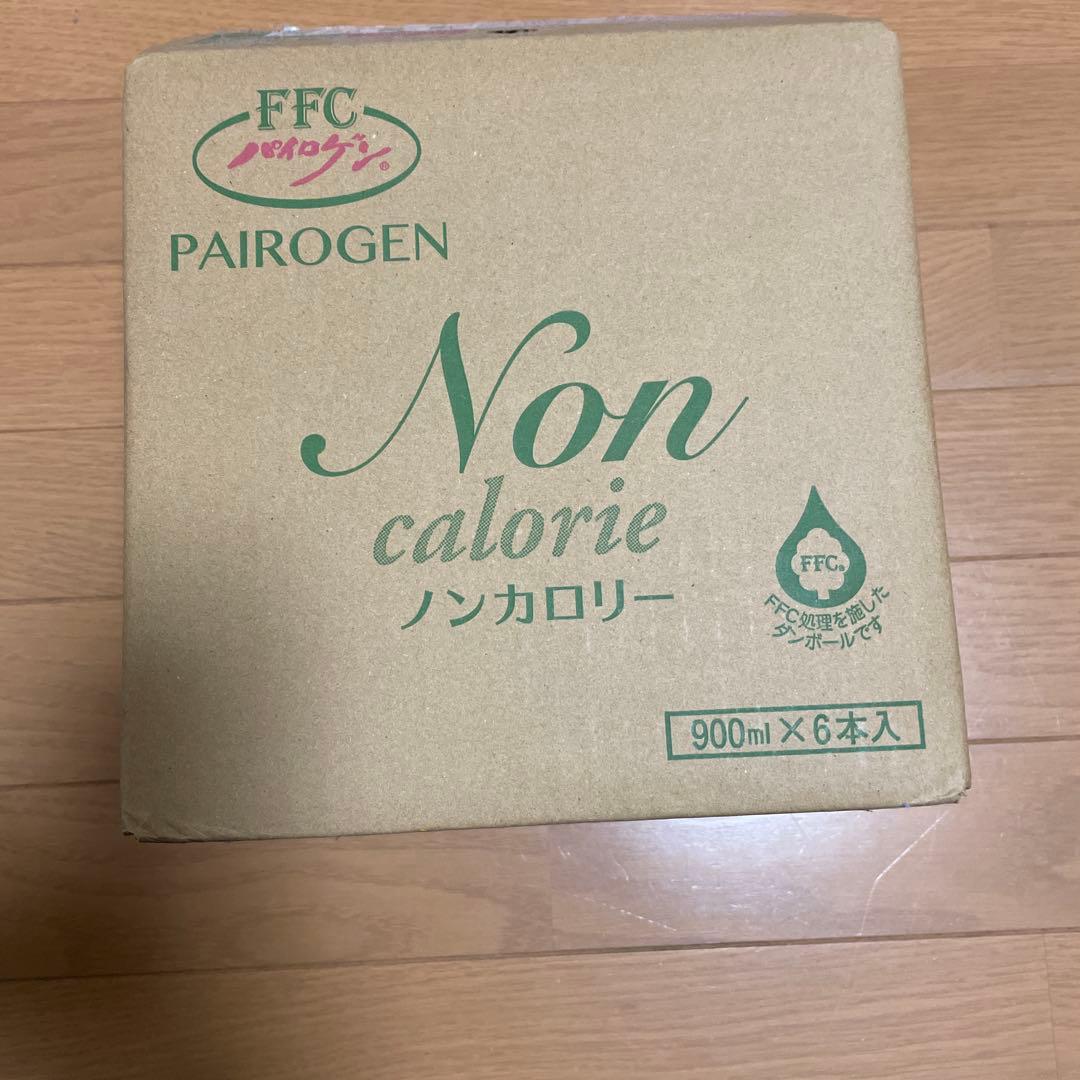 FFC
パイロゲン®
PAIROGEN
Non
calorie
ノンカロリー
FFC®
FFC処理を施した
ダンボールです
900ml×6本入